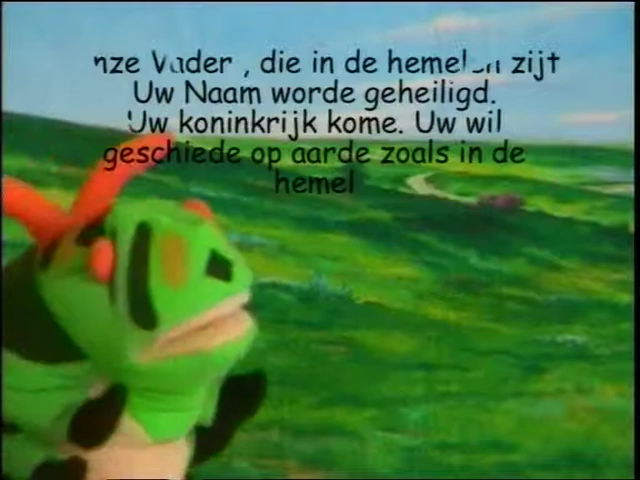 nze Vader , die in de hemelen zijt
Uw Naam worde geheiligd.
Uw koninkrijk kome. Uw wil
geschiede op aarde zoals in de
hemel